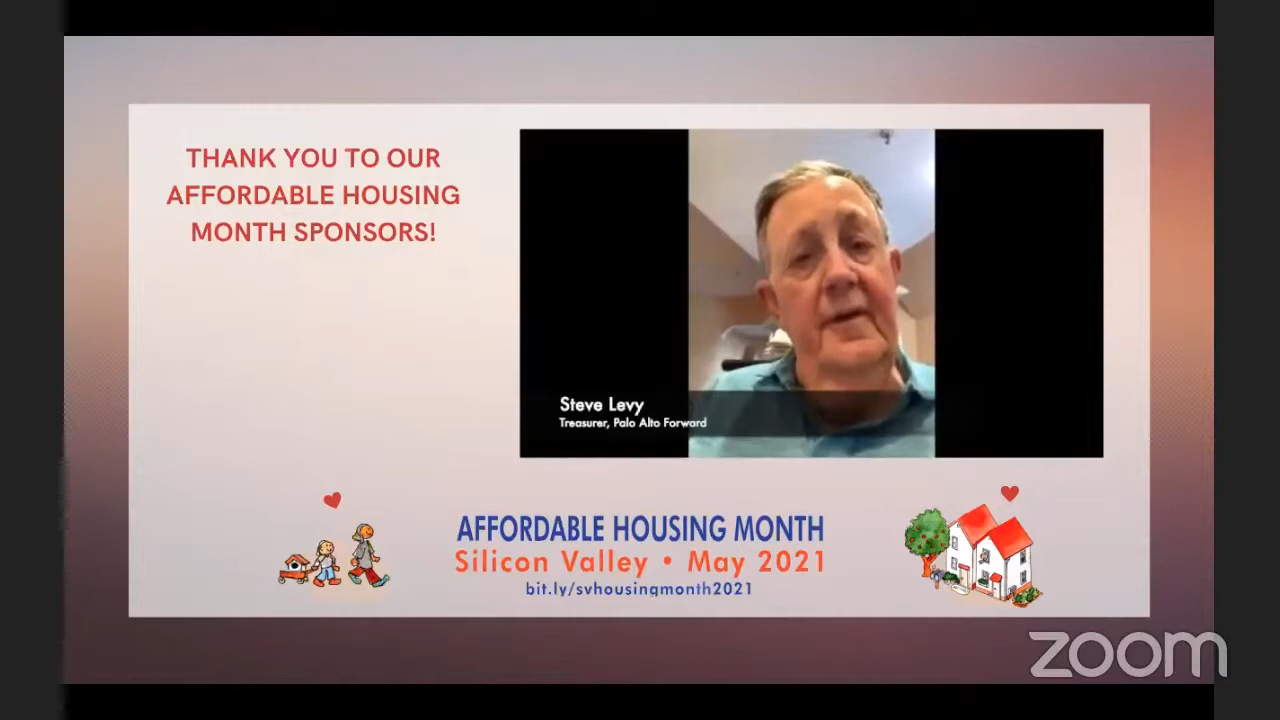 THANK YOU TO OUR
AFFORDABLE HOUSING
MONTH SPONSORS!
Steve Levy
Treasurer, Palo Alto Forward
AFFORDABLE HOUSING MONTH
Silicon Valley • May 2021
bit.ly/svhousingmonth2021
zoom